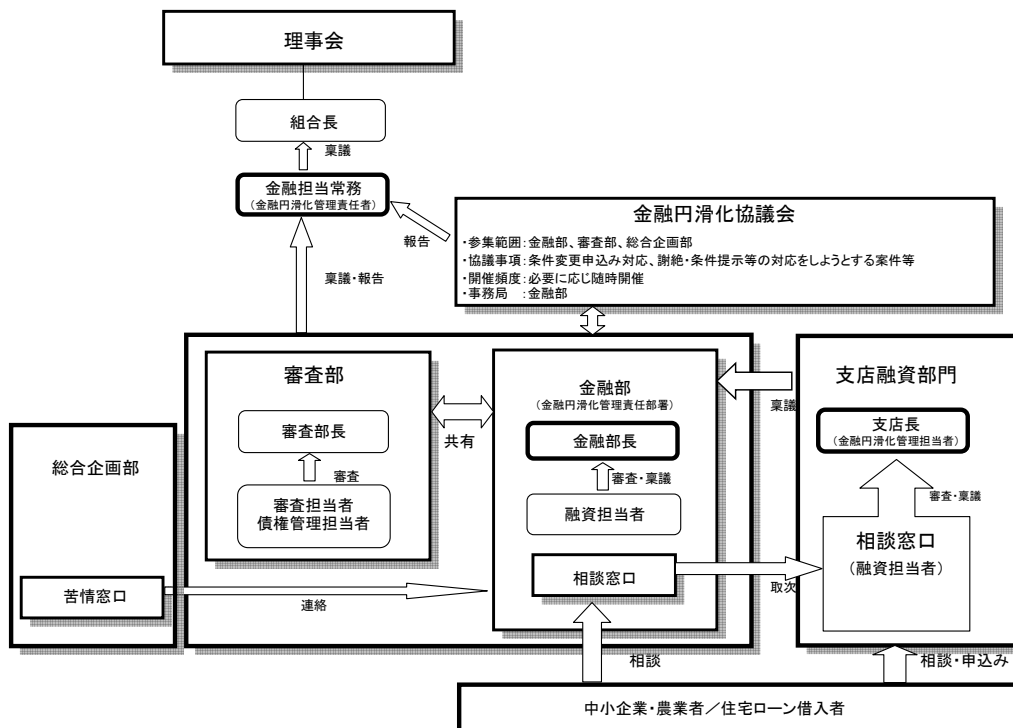 理事会
組合長
稟議
金融担当常務
（金融円滑化管理責任者）
報告
稟議・報告
金融円滑化協議会
・参集範囲：金融部、審査部、総合企画部
・協議事項：条件変更申込み対応、謝絶・条件提示等の対応をしようとする案件等
・開催頻度：必要に応じ随時開催
・事務局　：金融部
審査部
審査部長
審査
審査担当者
債権管理担当者
共有
金融部
（金融円滑化管理責任部署）
金融部長
審査・稟議
融資担当者
相談窓口
稟議
支店融資部門
支店長
（金融円滑化管理担当者）
審査・稟議
相談窓口
（融資担当者）
取次
総合企画部
苦情窓口
連絡
相談
相談・申込み
中小企業・農業者／住宅ローン借入者